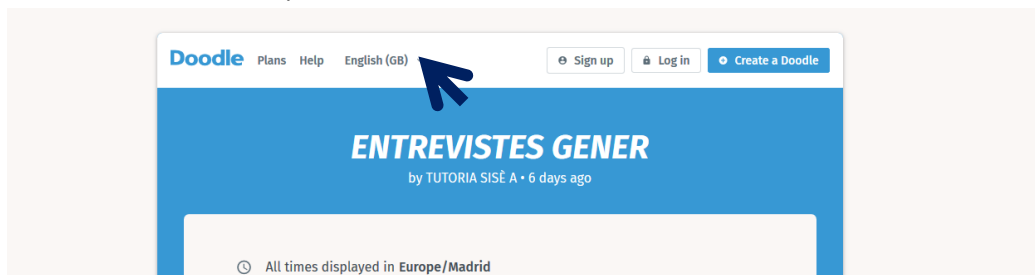 Doodle Plans Help English (GB) Sign up Log in Create a Doodle
ENTREVISTES GENER
by TUTORIA SISÈ A • 6 days ago
All times displayed in Europe/Madrid